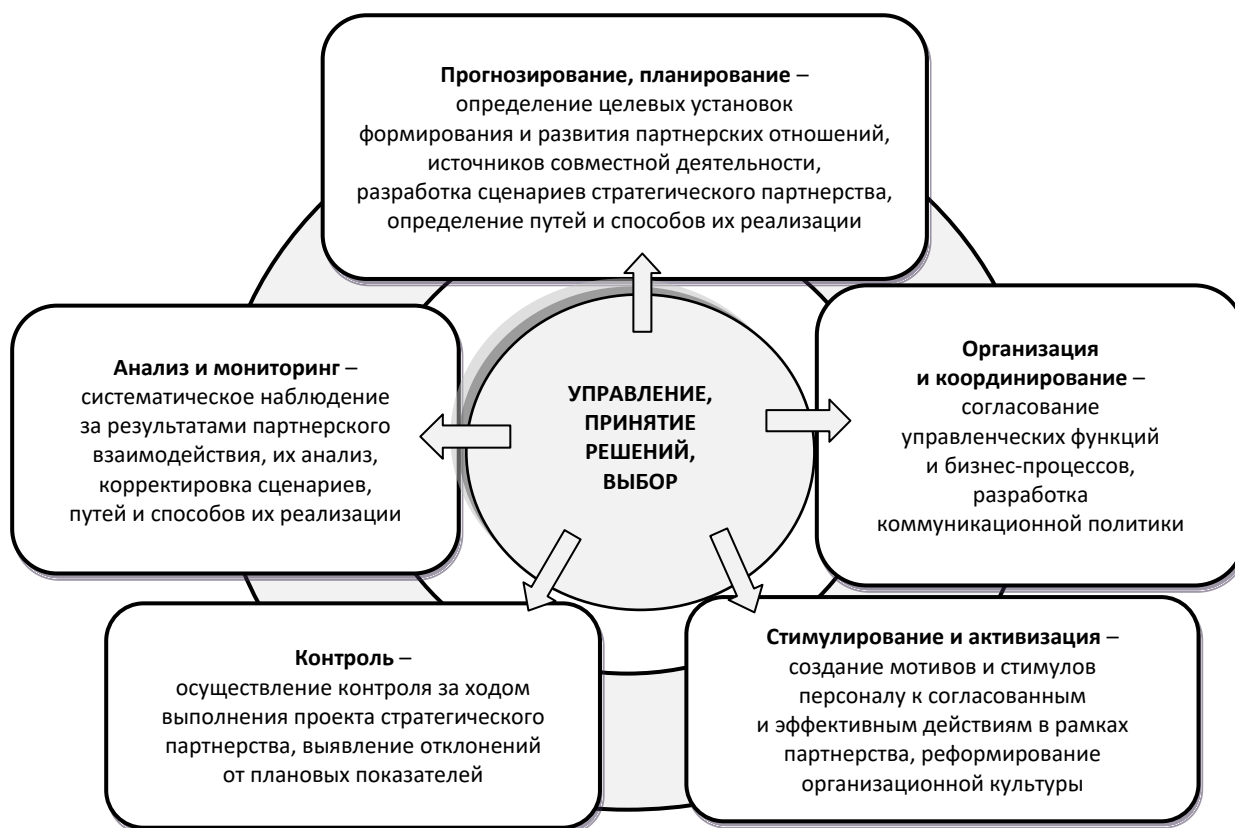 Прогнозирование, планирование –
определение целевых установок
формирования и развития партнерских отношений,
источников совместной деятельности,
разработка сценариев стратегического партнерства,
определение путей и способов их реализации
Анализ и мониторинг –
систематическое наблюдение
за результатами партнерского
взаимодействия, их анализ,
корректировка сценариев,
путей и способов их реализации
УПРАВЛЕНИЕ,
ПРИНЯТИЕ
РЕШЕНИЙ,
ВЫБОР
Организация
и координирование –
согласование
управленческих функций
и бизнес-процессов,
разработка
коммуникационной политики
Контроль –
осуществление контроля за ходом
выполнения проекта стратегического
партнерства, выявление отклонений
от плановых показателей
Стимулирование и активизация –
создание мотивов и стимулов
персоналу к согласованным
и эффективным действиям в рамках
партнерства, реформирование
организационной культуры